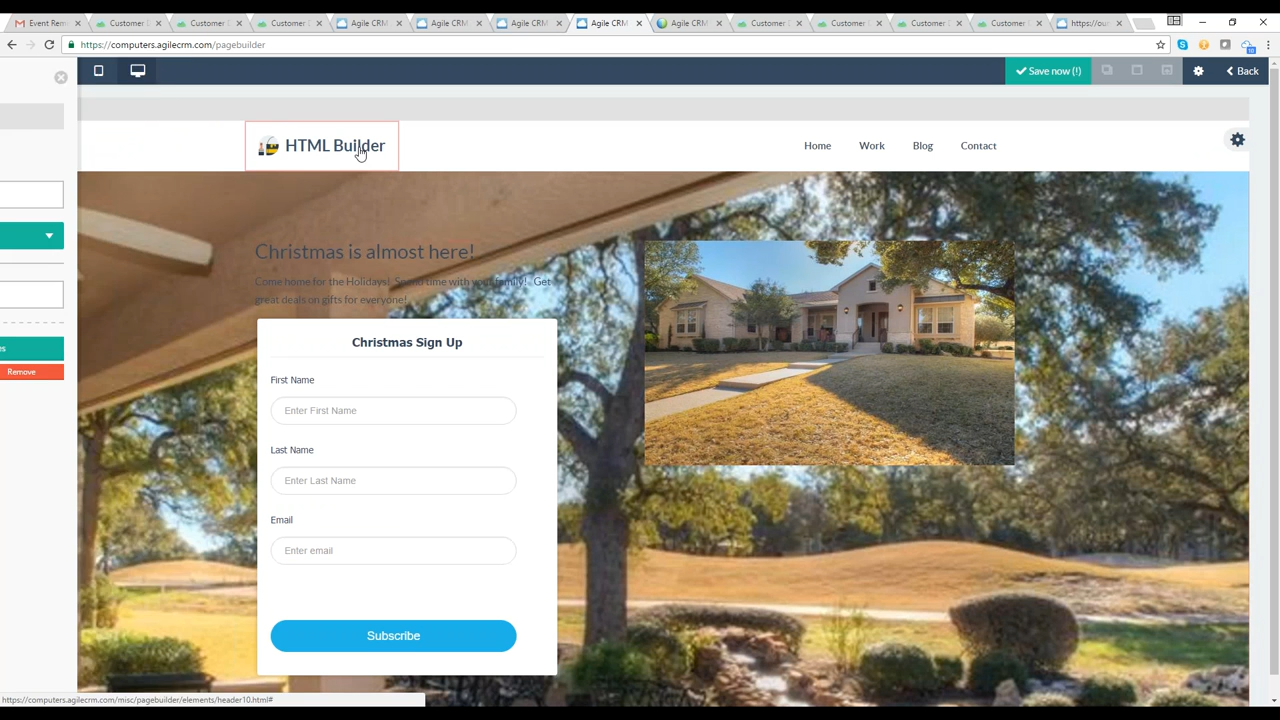 Event Rem
Customer
Customer
Customer
Agile CRM
Agile CRM
Agile CRM
Agile CRM
Agile CRM
Customer
Customer
Customer
Customer
https://our
https://computers.agilecrm.com/pagebuilder
10
Save now (!)
Back
HTML Builder
Home
Work
Blog
Contact
Christmas is almost here!
Come home for the Holidays! Spend time with your family! Get
great deals on gifts for everyone!
Christmas Sign Up
First Name
Enter First Name
Last Name
Enter Last Name
Email
Enter email
Subscribe
Remove
https://computers.agilecrm.com/misc/pagebuilder/elements/header10.html#